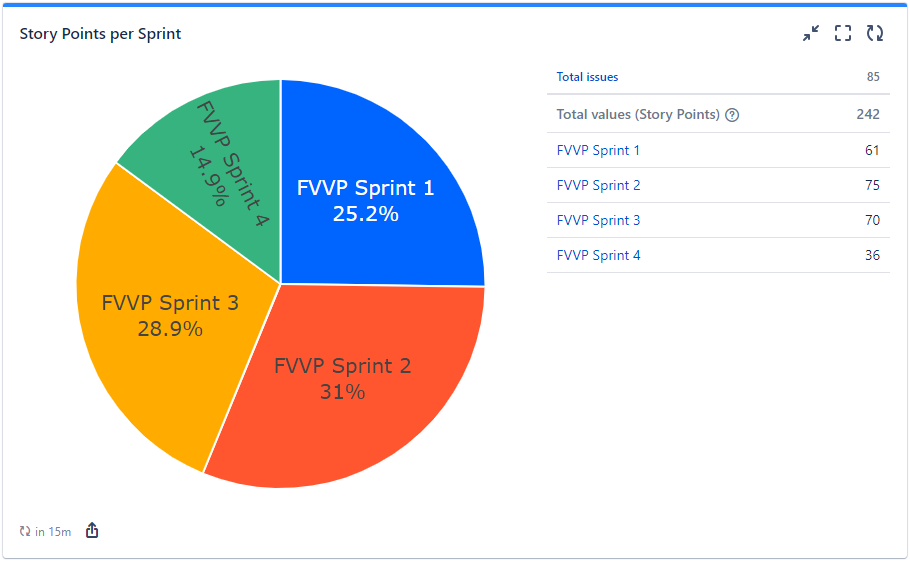 Story Points per Sprint
FVVP Sprint 1
25.2%
FVVP Sprint 2
31%
FVVP Sprint 3
28.9%
FVVP Sprint 4
14.9%
Total issues 85
Total values (Story Points) ? 242
FVVP Sprint 1 61
FVVP Sprint 2 75
FVVP Sprint 3 70
FVVP Sprint 4 36
in 15m